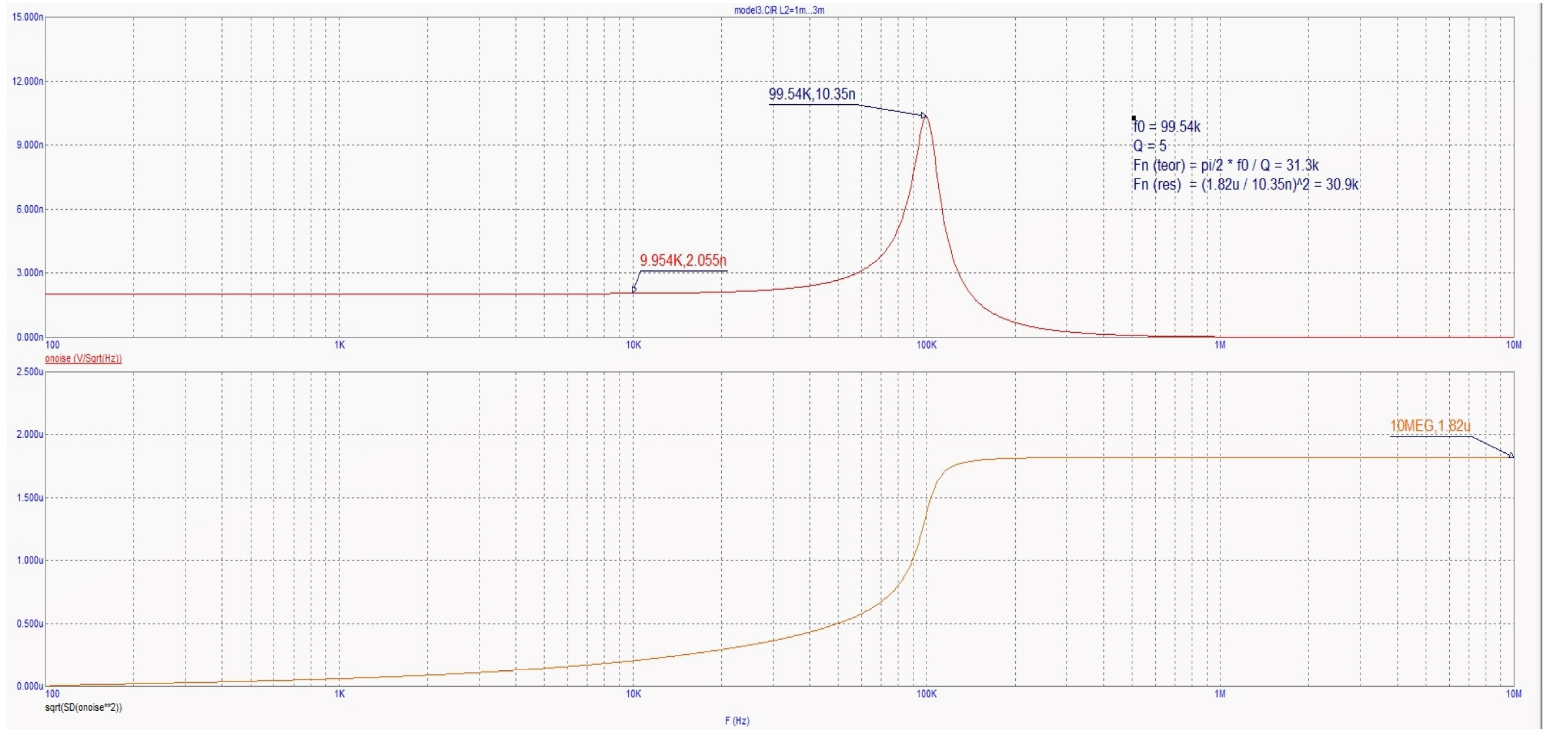 model3.CIR L2=1m...3m
15.000n
12.000n
99.54K,10.35n
f0 = 99.54k
Q = 5
Fn (teor) = pi/2 * f0 / Q = 31.3k
Fn (res) = (1.82u / 10.35n)^2 = 30.9k
9.000n
6.000n
9.954K,2.055n
3.000n
0.000n
100 1K 10K 100K 1M 10M
onoise (V/Sqrt(Hz))
2.500u
10MEG,1.82u
2.000u
1.500u
1.000u
0.500u
0.000u
100 1K 10K 100K 1M 10M
sqrt(SD(onoise**2))
F (Hz)